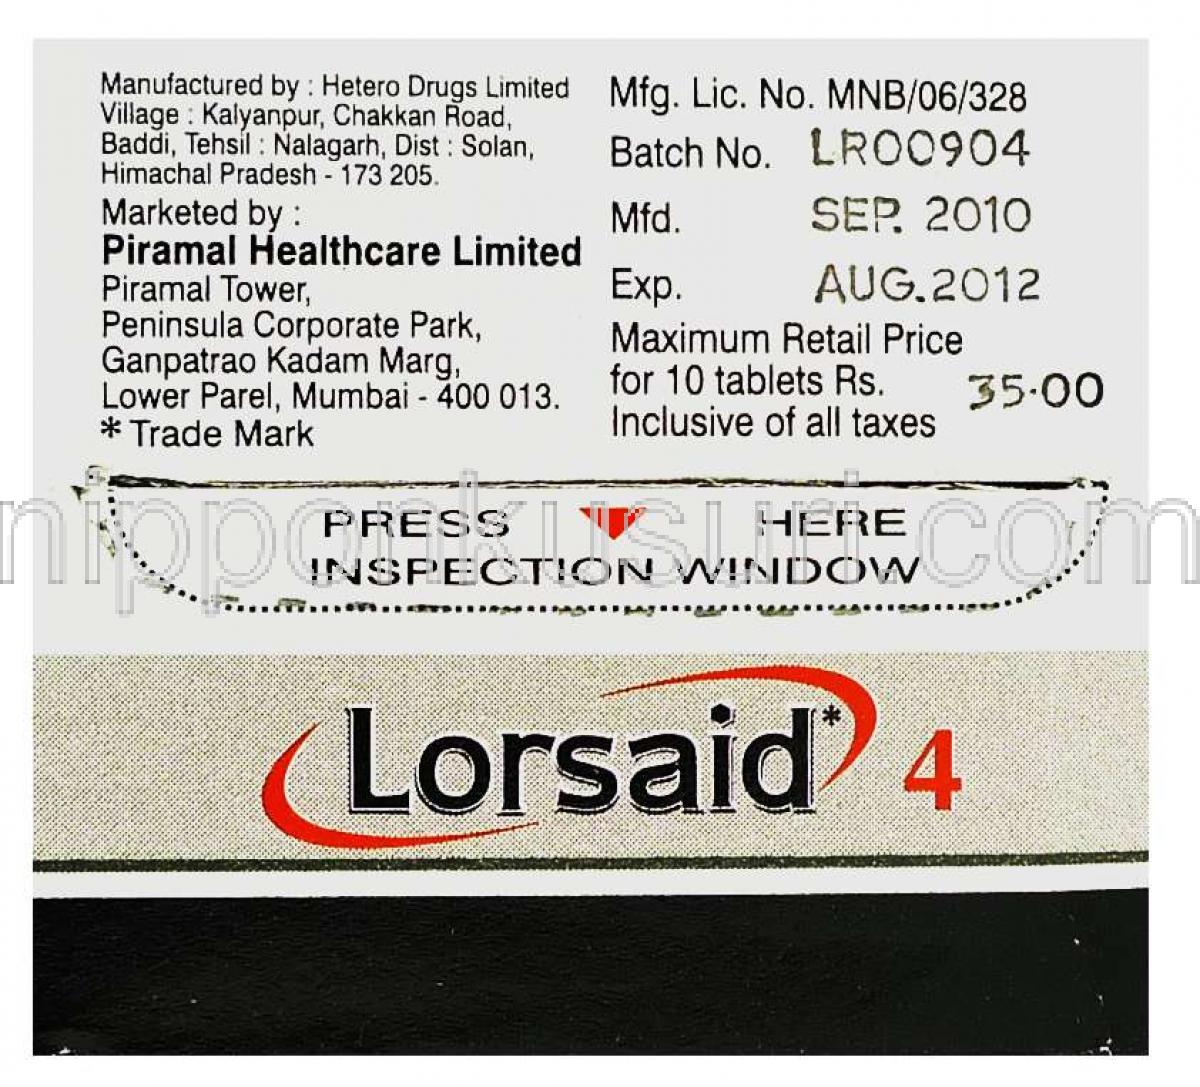 Manufactured by : Hetero Drugs Limited
Village : Kalyanpur, Chakkan Road,
Baddi, Tehsil : Nalagarh, Dist : Solan,
Himachal Pradesh - 173 205.
Marketed by :
Piramal Healthcare Limited
Piramal Tower,
Peninsula Corporate Park,
Ganpatrao Kadam Marg,
Lower Parel, Mumbai - 400 013.
* Trade Mark
Mfg. Lic. No. MNB/06/328
Batch No. LR00904
Mfd. SEP. 2010
Exp. AUG.2012
Maximum Retail Price
for 10 tablets Rs. 35.00
Inclusive of all taxes
PRESS HERE
INSPECTION WINDOW
nipponkusuri.com
Lorsaid* 4